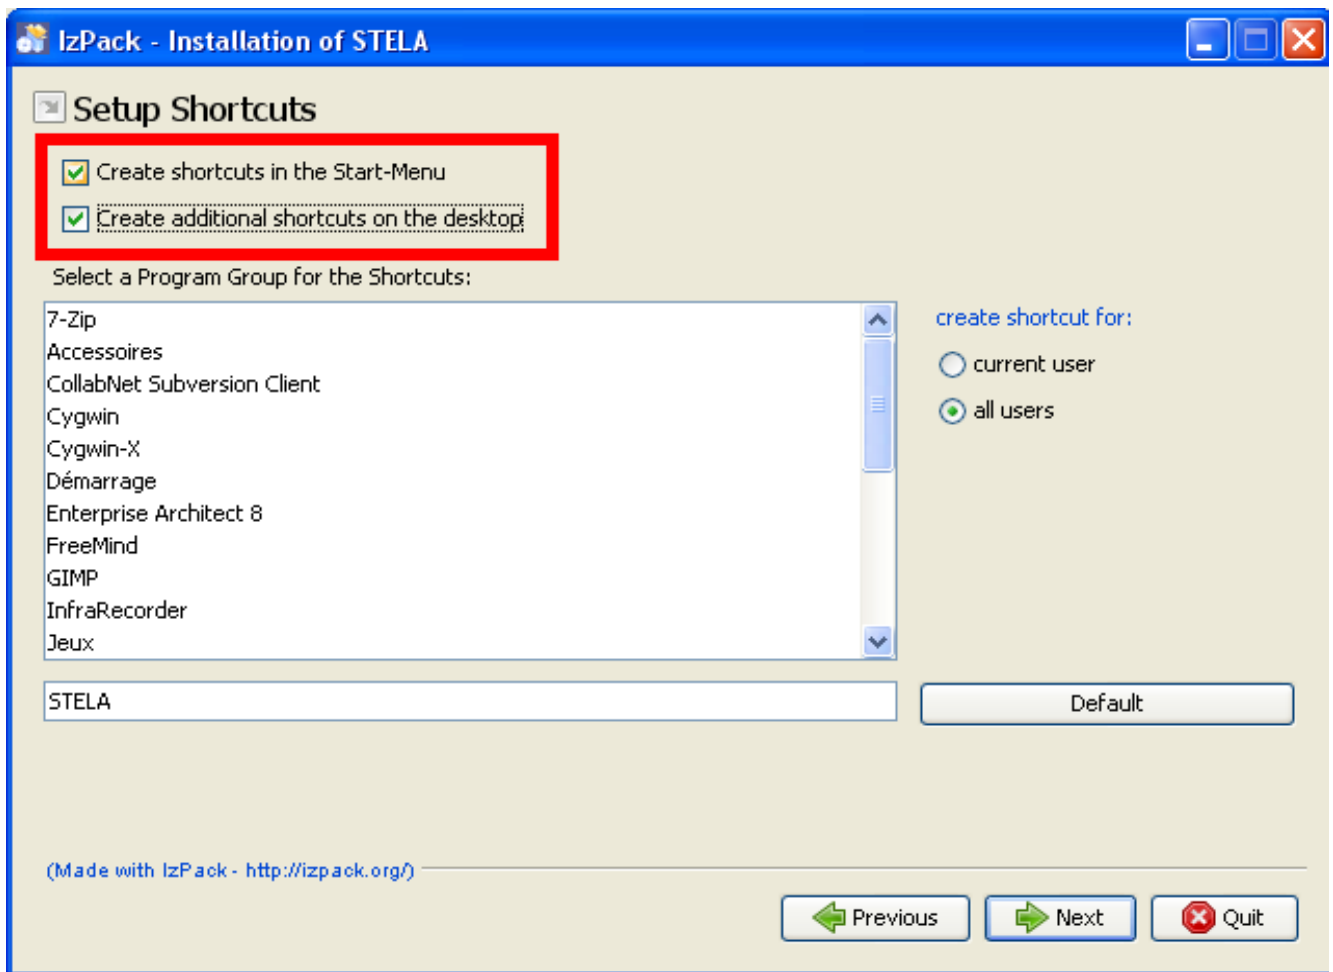 IzPack - Installation of STELA
Setup Shortcuts
Create shortcuts in the Start-Menu
Create additional shortcuts on the desktop
Select a Program Group for the Shortcuts:
7-Zip
Accessoires
CollabNet Subversion Client
Cygwin
Cygwin-X
Démarrage
Enterprise Architect 8
FreeMind
GIMP
InfraRecorder
Jeux
create shortcut for:
current user
all users
STELA
Default
(Made with IzPack - http://izpack.org/)
Previous
Next
Quit